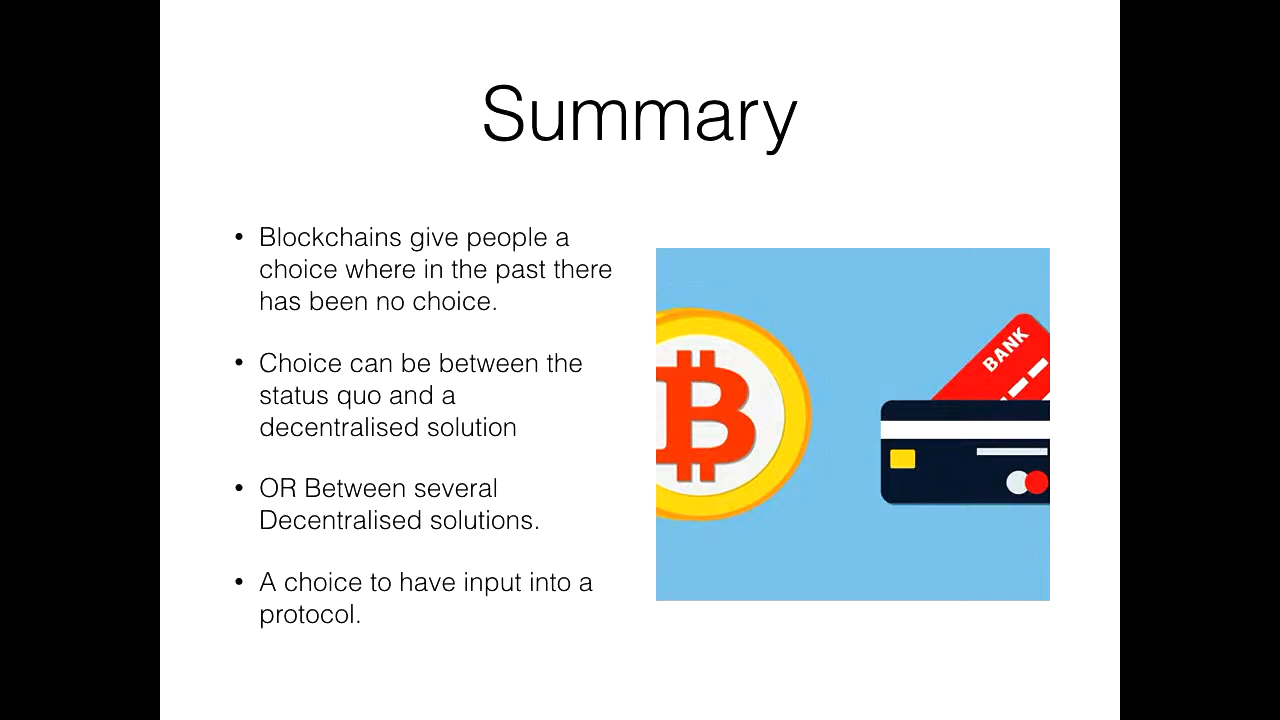 Summary
• Blockchains give people a
choice where in the past there
has been no choice.
• Choice can be between the
status quo and a
decentralised solution
• OR Between several
Decentralised solutions.
• A choice to have input into a
protocol.
BANK